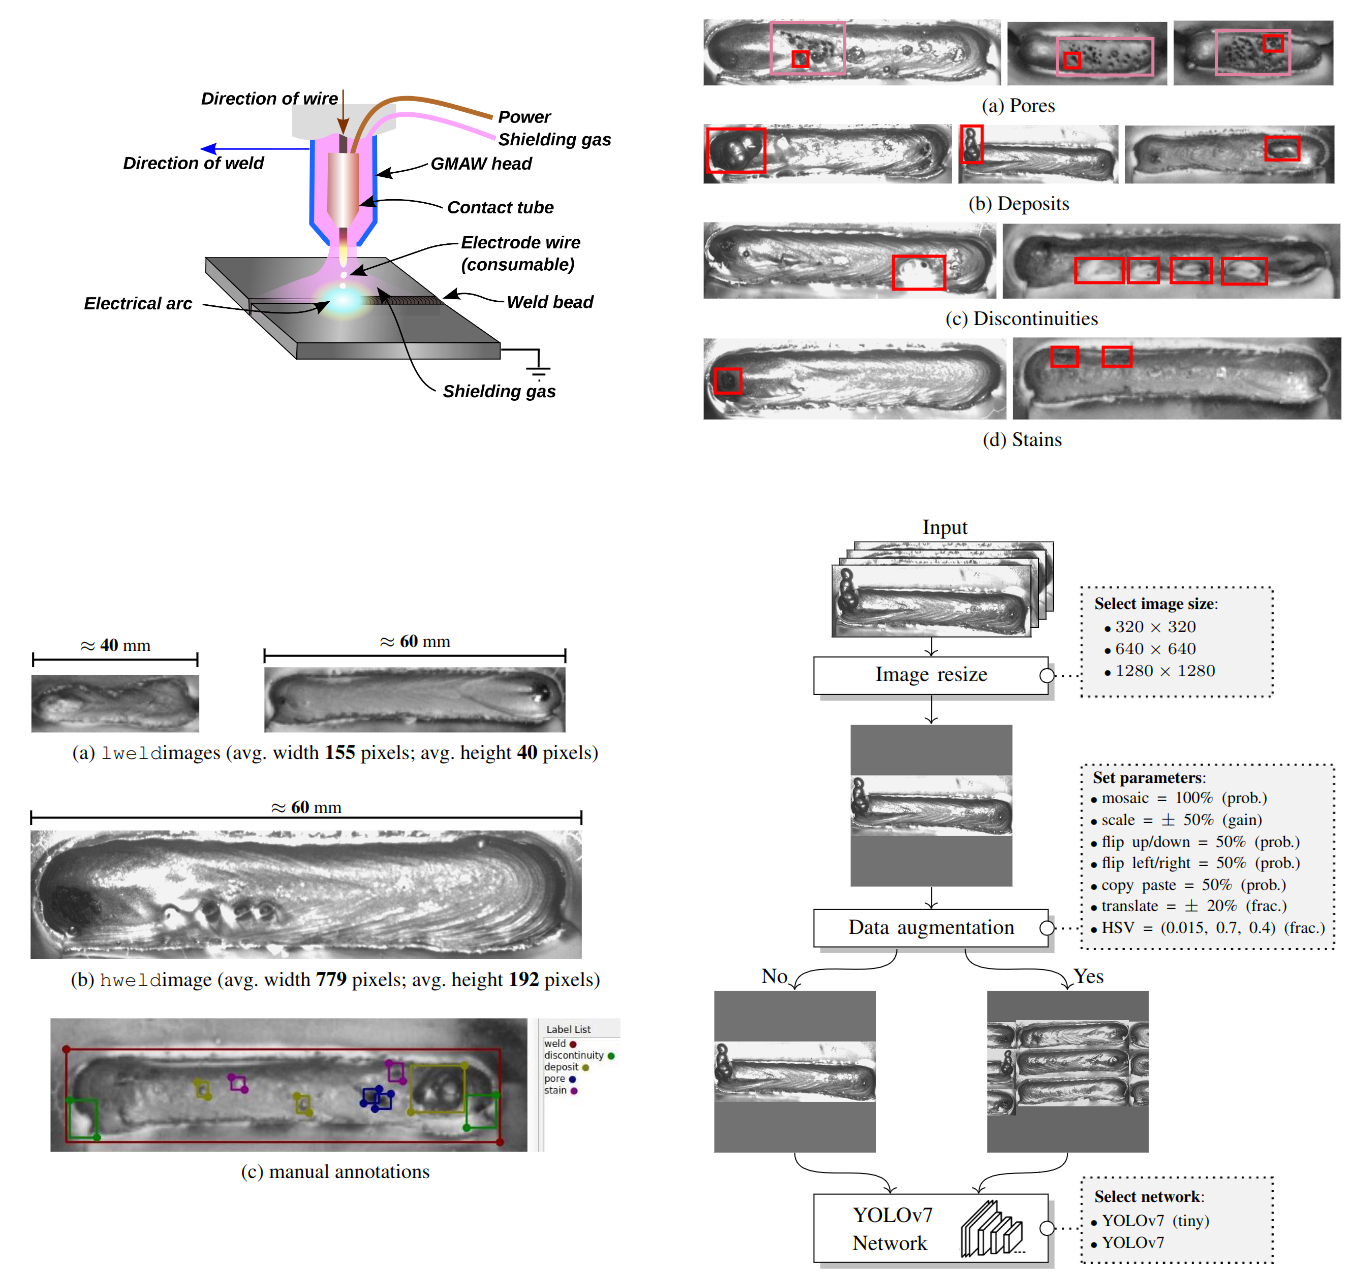 Direction of wire
Power
Shielding gas
Direction of weld
GMAW head
Contact tube
Electrode wire
(consumable)
Electrical arc
Weld bead
Shielding gas
(a) Pores
(b) Deposits
(c) Discontinuities
(d) Stains
≈ 40 mm
≈ 60 mm
(a) lweldimages (avg. width 155 pixels; avg. height 40 pixels)
≈ 60 mm
(b) hweldimage (avg. width 779 pixels; avg. height 192 pixels)
Label List
weld
discontinuity
deposit
pore
stain
(c) manual annotations
Input
Select image size:
• 320 × 320
• 640 × 640
• 1280 × 1280
Image resize
Set parameters:
• mosaic = 100% (prob.)
• scale = ± 50% (gain)
• flip up/down = 50% (prob.)
• flip left/right = 50% (prob.)
• copy paste = 50% (prob.)
• translate = ± 20% (frac.)
• HSV = (0.015, 0.7, 0.4) (frac.)
Data augmentation
No
Yes
YOLOv7
Network
Select network:
• YOLOv7 (tiny)
• YOLOv7